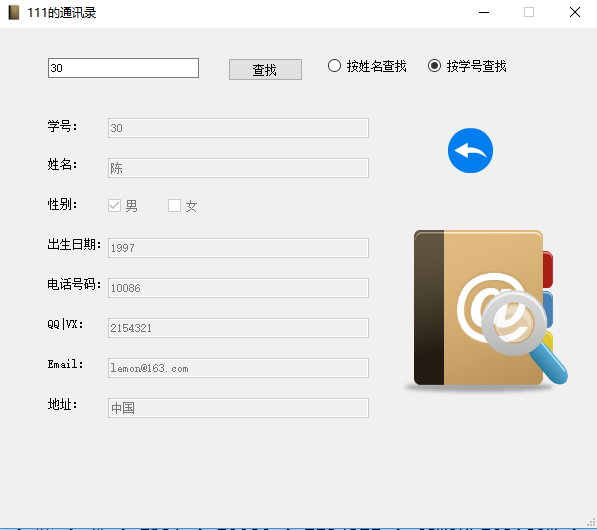 111的通讯录
30 查找 按姓名查找 按学号查找
学号： 30
姓名： 陈
性别： 男 女
出生日期： 1997
电话号码： 10086
QQ|VX： 2154321
Email： lemon@163.com
地址： 中国